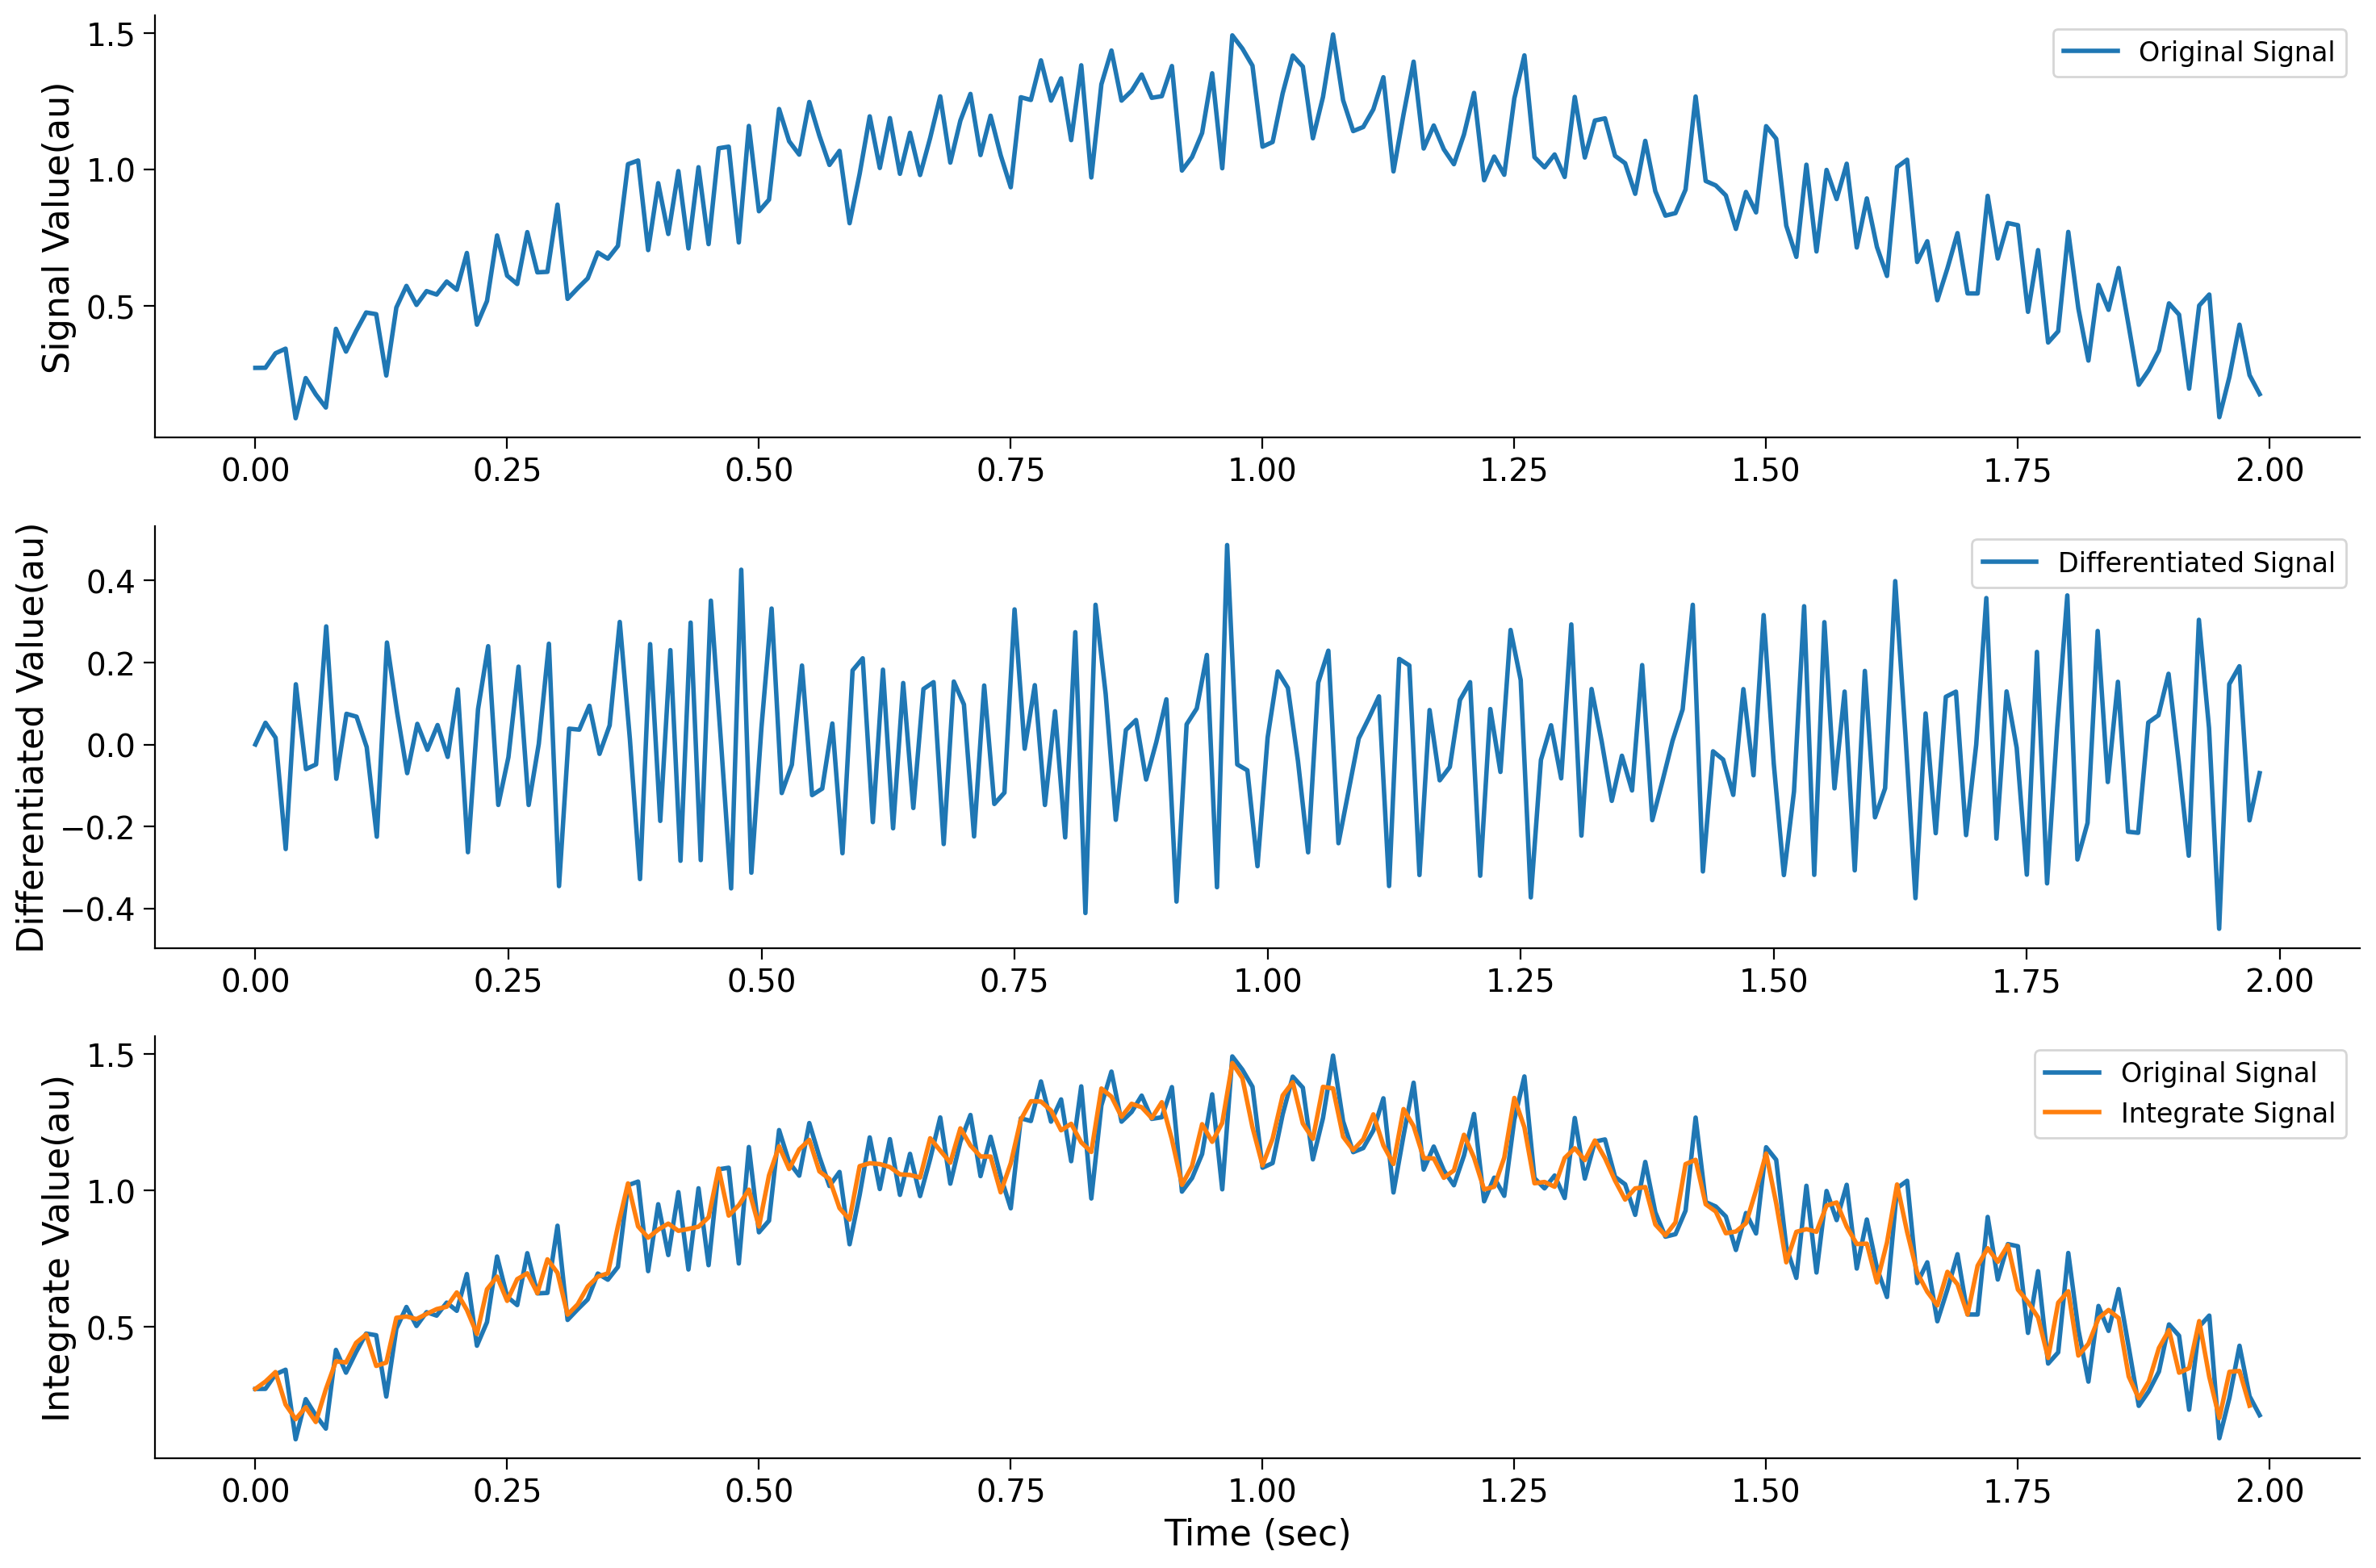 Signal Value(au)
1.5
1.0
0.5
Original Signal
0.00 0.25 0.50 0.75 1.00 1.25 1.50 1.75 2.00
Differentiated Value(au)
0.4
0.2
0.0
−0.2
−0.4
Differentiated Signal
0.00 0.25 0.50 0.75 1.00 1.25 1.50 1.75 2.00
Integrate Value(au)
1.5
1.0
0.5
Original Signal
Integrate Signal
0.00 0.25 0.50 0.75 1.00 1.25 1.50 1.75 2.00
Time (sec)